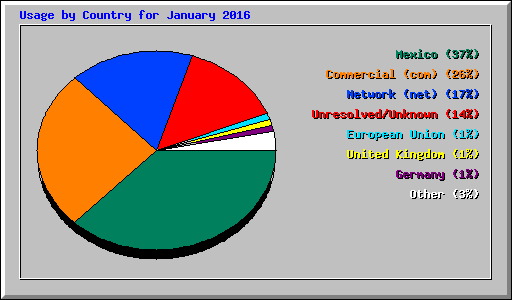 Usage by Country for January 2016
Mexico (37%)
Commercial (com) (26%)
Network (net) (17%)
Unresolved/Unknown (14%)
European Union (1%)
United Kingdom (1%)
Germany (1%)
Other (3%)